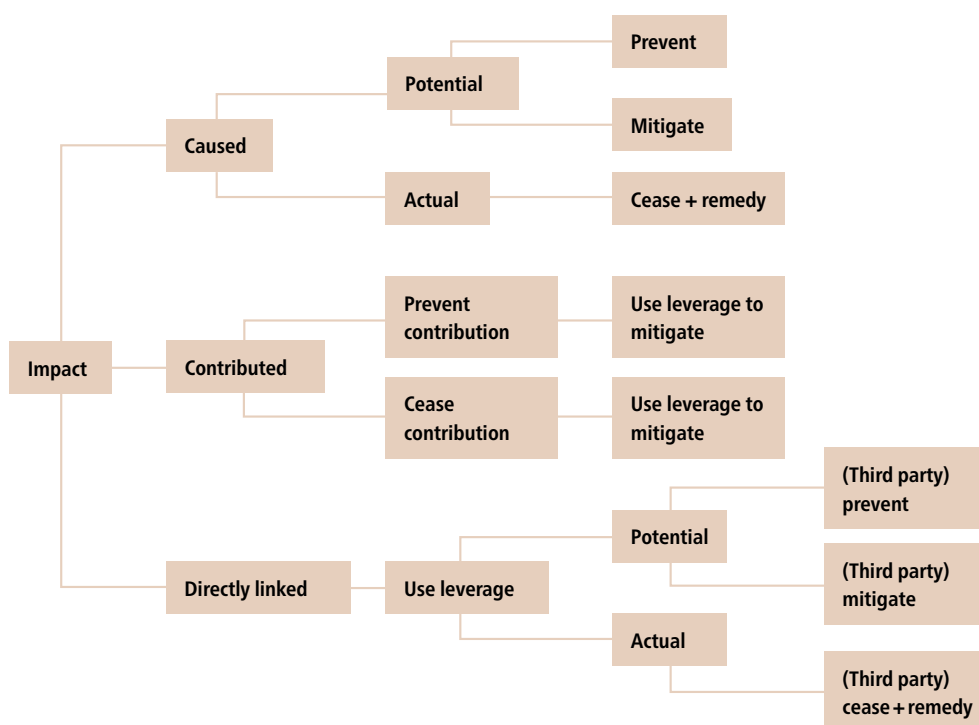 Prevent
Potential
Mitigate
Caused
Actual
Cease + remedy
Prevent
contribution
Use leverage to
mitigate
Impact
Contributed
Cease
contribution
Use leverage to
mitigate
(Third party)
prevent
Potential
Directly linked
Use leverage
(Third party)
mitigate
Actual
(Third party)
cease + remedy